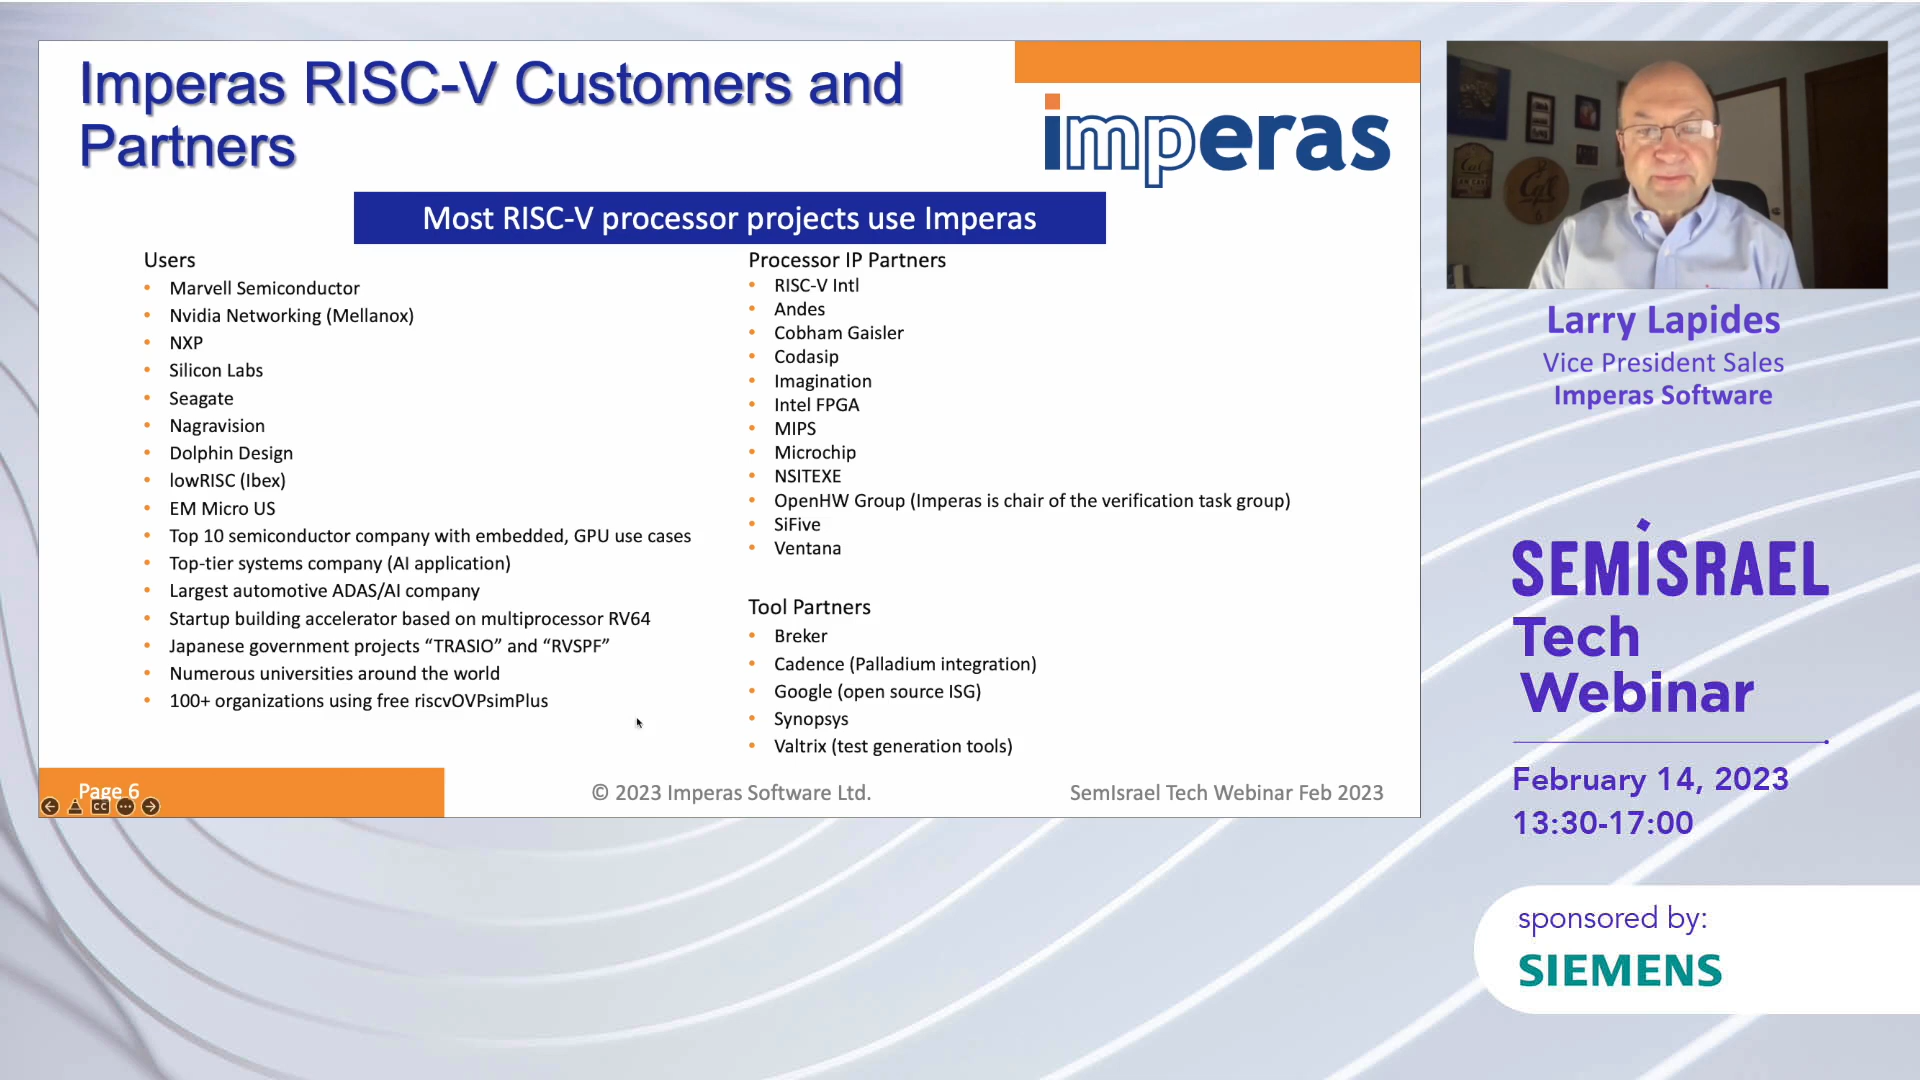 Imperas RISC-V Customers and
Partners
imperas
Most RISC-V processor projects use Imperas
Users
• Marvell Semiconductor
• Nvidia Networking (Mellanox)
• NXP
• Silicon Labs
• Seagate
• Nagravision
• Dolphin Design
• lowRISC (Ibex)
• EM Micro US
• Top 10 semiconductor company with embedded, GPU use cases
• Top-tier systems company (AI application)
• Largest automotive ADAS/AI company
• Startup building accelerator based on multiprocessor RV64
• Japanese government projects “TRASIO” and “RVSPF”
• Numerous universities around the world
• 100+ organizations using free riscvOVPsimPlus
Processor IP Partners
• RISC-V Intl
• Andes
• Cobham Gaisler
• Codasip
• Imagination
• Intel FPGA
• MIPS
• Microchip
• NSITEXE
• OpenHW Group (Imperas is chair of the verification task group)
• SiFive
• Ventana
Tool Partners
• Breker
• Cadence (Palladium integration)
• Google (open source ISG)
• Synopsys
• Valtrix (test generation tools)
Page 6
CC
© 2023 Imperas Software Ltd.
SemIsrael Tech Webinar Feb 2023
Cal
Larry Lapides
Vice President Sales
Imperas Software
SEMISRAEL
Tech
Webinar
February 14, 2023
13:30-17:00
sponsored by:
SIEMENS